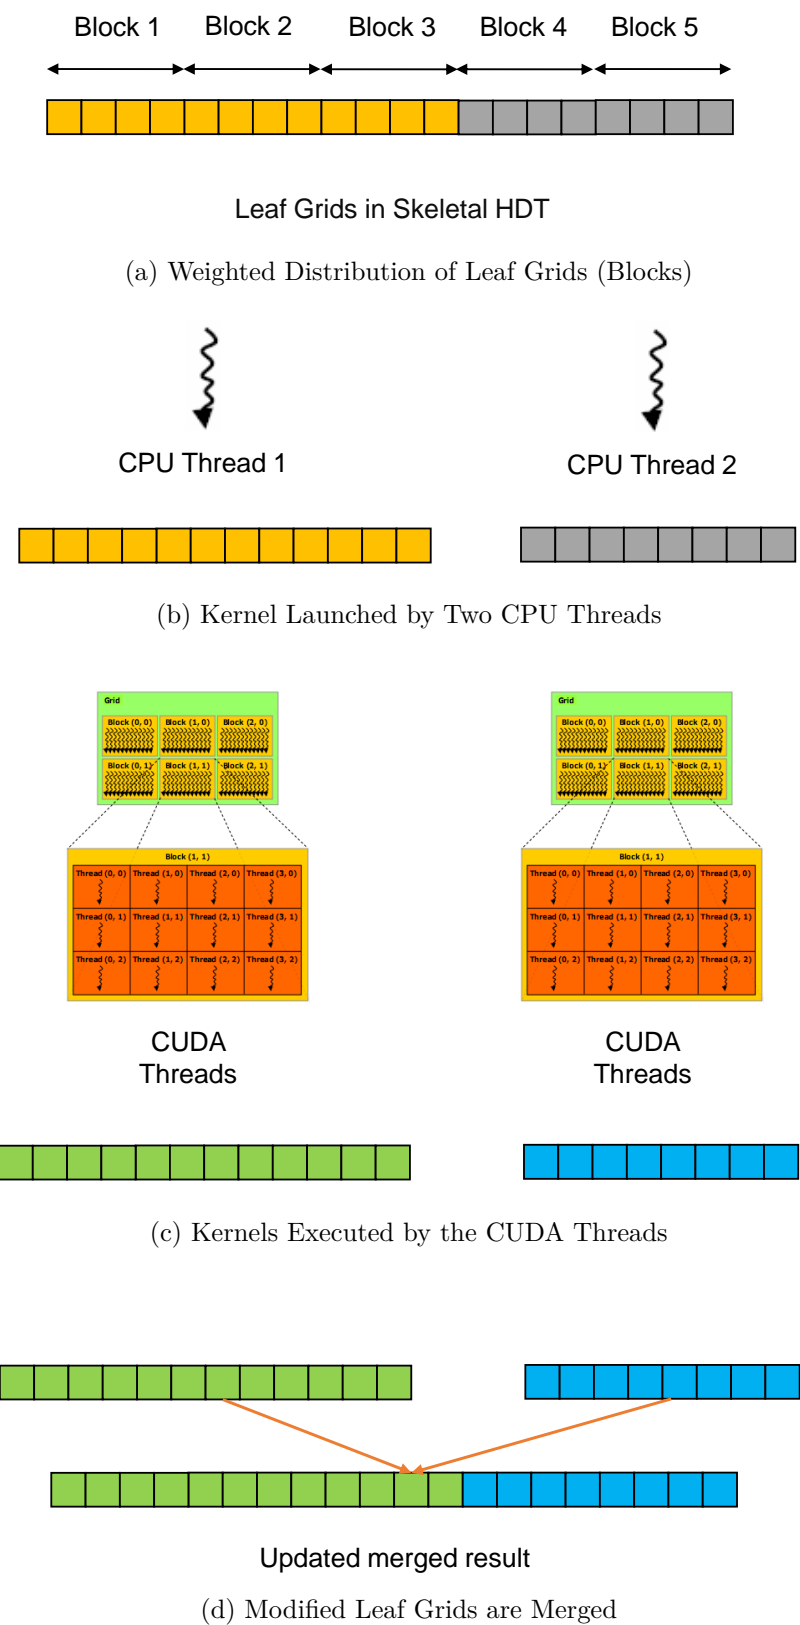 Block 1 Block 2 Block 3 Block 4 Block 5
Leaf Grids in Skeletal HDT
(a) Weighted Distribution of Leaf Grids (Blocks)
CPU Thread 1 CPU Thread 2
(b) Kernel Launched by Two CPU Threads
Grid Grid
Block (0, 0) Block (1, 0) Block (2, 0) Block (0, 0) Block (1, 0) Block (2, 0)
Block (0, 1) Block (1, 1) Block (2, 1) Block (0, 1) Block (1, 1) Block (2, 1)
Block (1, 1) Block (1, 1)
Thread (0, 0) Thread (1, 0) Thread (2, 0) Thread (3, 0) Thread (0, 0) Thread (1, 0) Thread (2, 0) Thread (3, 0)
Thread (0, 1) Thread (1, 1) Thread (2, 1) Thread (3, 1) Thread (0, 1) Thread (1, 1) Thread (2, 1) Thread (3, 1)
Thread (0, 2) Thread (1, 2) Thread (2, 2) Thread (3, 2) Thread (0, 2) Thread (1, 2) Thread (2, 2) Thread (3, 2)
CUDA CUDA
Threads Threads
(c) Kernels Executed by the CUDA Threads
Updated merged result
(d) Modified Leaf Grids are Merged